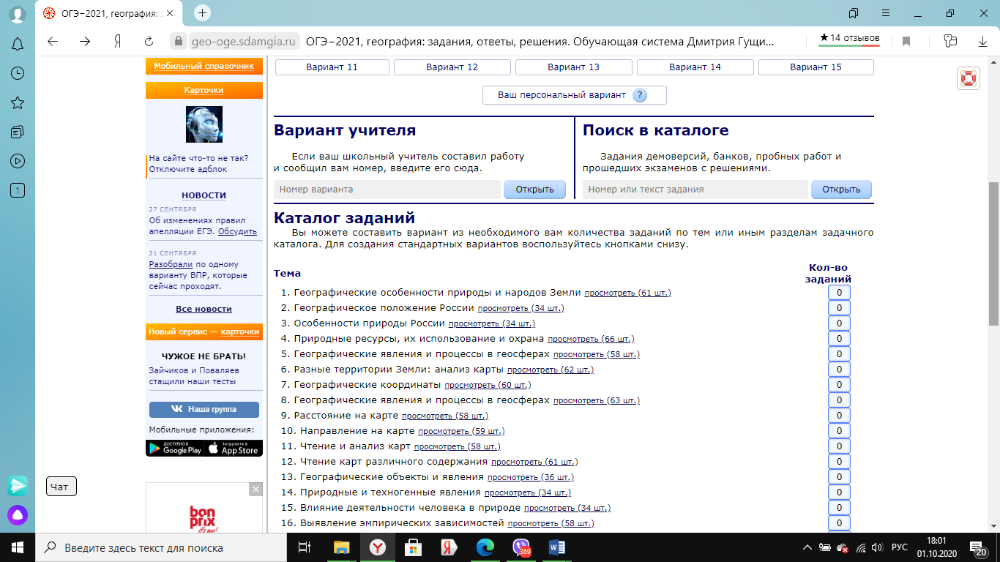 ОГЭ−2021, география: з
geo-oge.sdamgia.ru ОГЭ−2021, география: задания, ответы, решения. Обучающая система Дмитрия Гущи... ★ 14 отзывов
1
Мобильный справочник
Карточки
На сайте что-то не так?
Отключите адблок
НОВОСТИ
27 СЕНТЯБРЯ
Об изменениях правил
апелляции ЕГЭ. Обсудить
21 СЕНТЯБРЯ
Разобрали по одному
варианту ВПР, которые
сейчас проходят.
Все новости
Новый сервис — карточки
ЧУЖОЕ НЕ БРАТЬ!
Зайчиков и Поваляев
стащили наши тесты
Наша группа
Мобильные приложения:
ДОСТУПНО В Google Play
Загрузите в App Store
bon
prix
it's me!
Чат
Вариант 11 Вариант 12 Вариант 13 Вариант 14 Вариант 15
Ваш персональный вариант ?
Вариант учителя
Если ваш школьный учитель составил работу
и сообщил вам номер, введите его сюда.
Номер варианта Открыть
Поиск в каталоге
Задания демоверсий, банков, пробных работ и
прошедших экзаменов с решениями.
Номер или текст задания Открыть
Каталог заданий
Вы можете составить вариант из необходимого вам количества заданий по тем или иным разделам задачного
каталога. Для создания стандартных вариантов воспользуйтесь кнопками снизу.
Тема Кол-во
заданий
1. Географические особенности природы и народов Земли просмотреть (61 шт.) 0
2. Географическое положение России просмотреть (34 шт.) 0
3. Особенности природы России просмотреть (34 шт.) 0
4. Природные ресурсы, их использование и охрана просмотреть (66 шт.) 0
5. Географические явления и процессы в геосферах просмотреть (58 шт.) 0
6. Разные территории Земли: анализ карты просмотреть (62 шт.) 0
7. Географические координаты просмотреть (60 шт.) 0
8. Географические явления и процессы в геосферах просмотреть (63 шт.) 0
9. Расстояние на карте просмотреть (58 шт.) 0
10. Направление на карте просмотреть (59 шт.) 0
11. Чтение и анализ карт просмотреть (58 шт.) 0
12. Чтение карт различного содержания просмотреть (61 шт.) 0
13. Географические объекты и явления просмотреть (36 шт.) 0
14. Природные и техногенные явления просмотреть (34 шт.) 0
15. Влияние деятельности человека в природе просмотреть (34 шт.) 0
16. Выявление эмпирических зависимостей просмотреть (58 шт.) 0
Введите здесь текст для поиска
369
РУС
18:01
01.10.2020
20